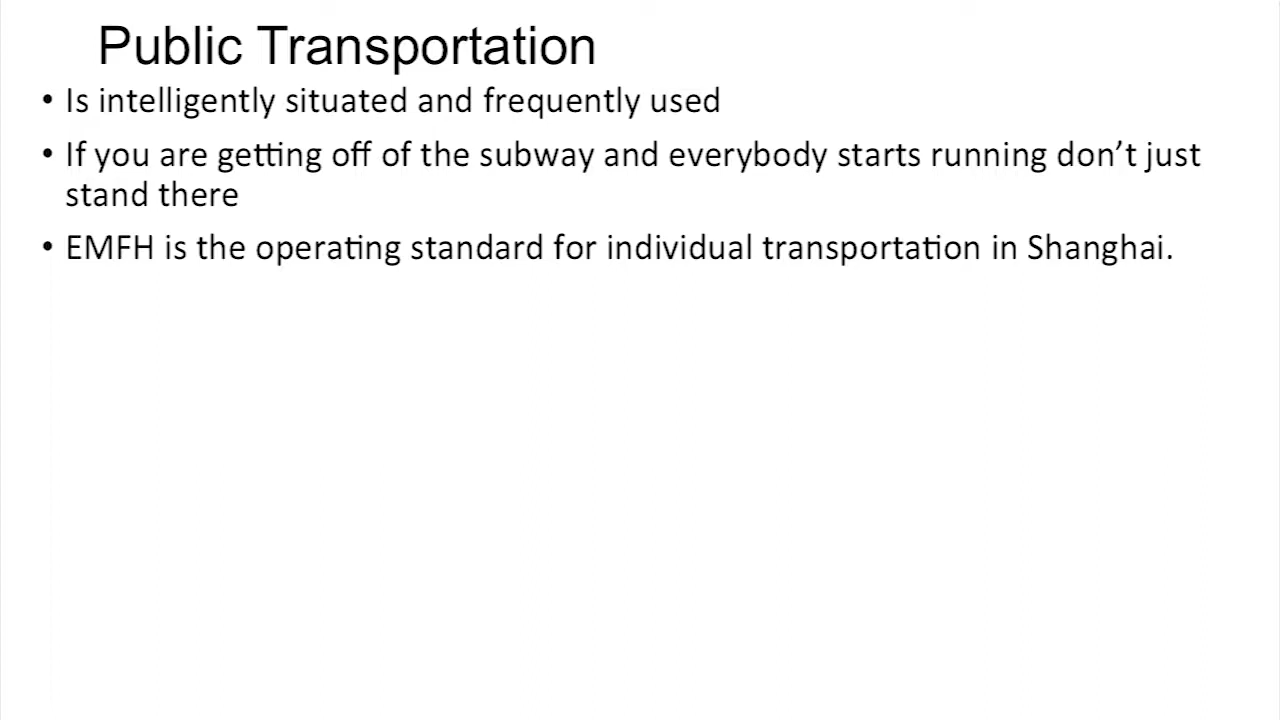 Public Transportation
• Is intelligently situated and frequently used
• If you are getting off of the subway and everybody starts running don’t just
stand there
• EMFH is the operating standard for individual transportation in Shanghai.